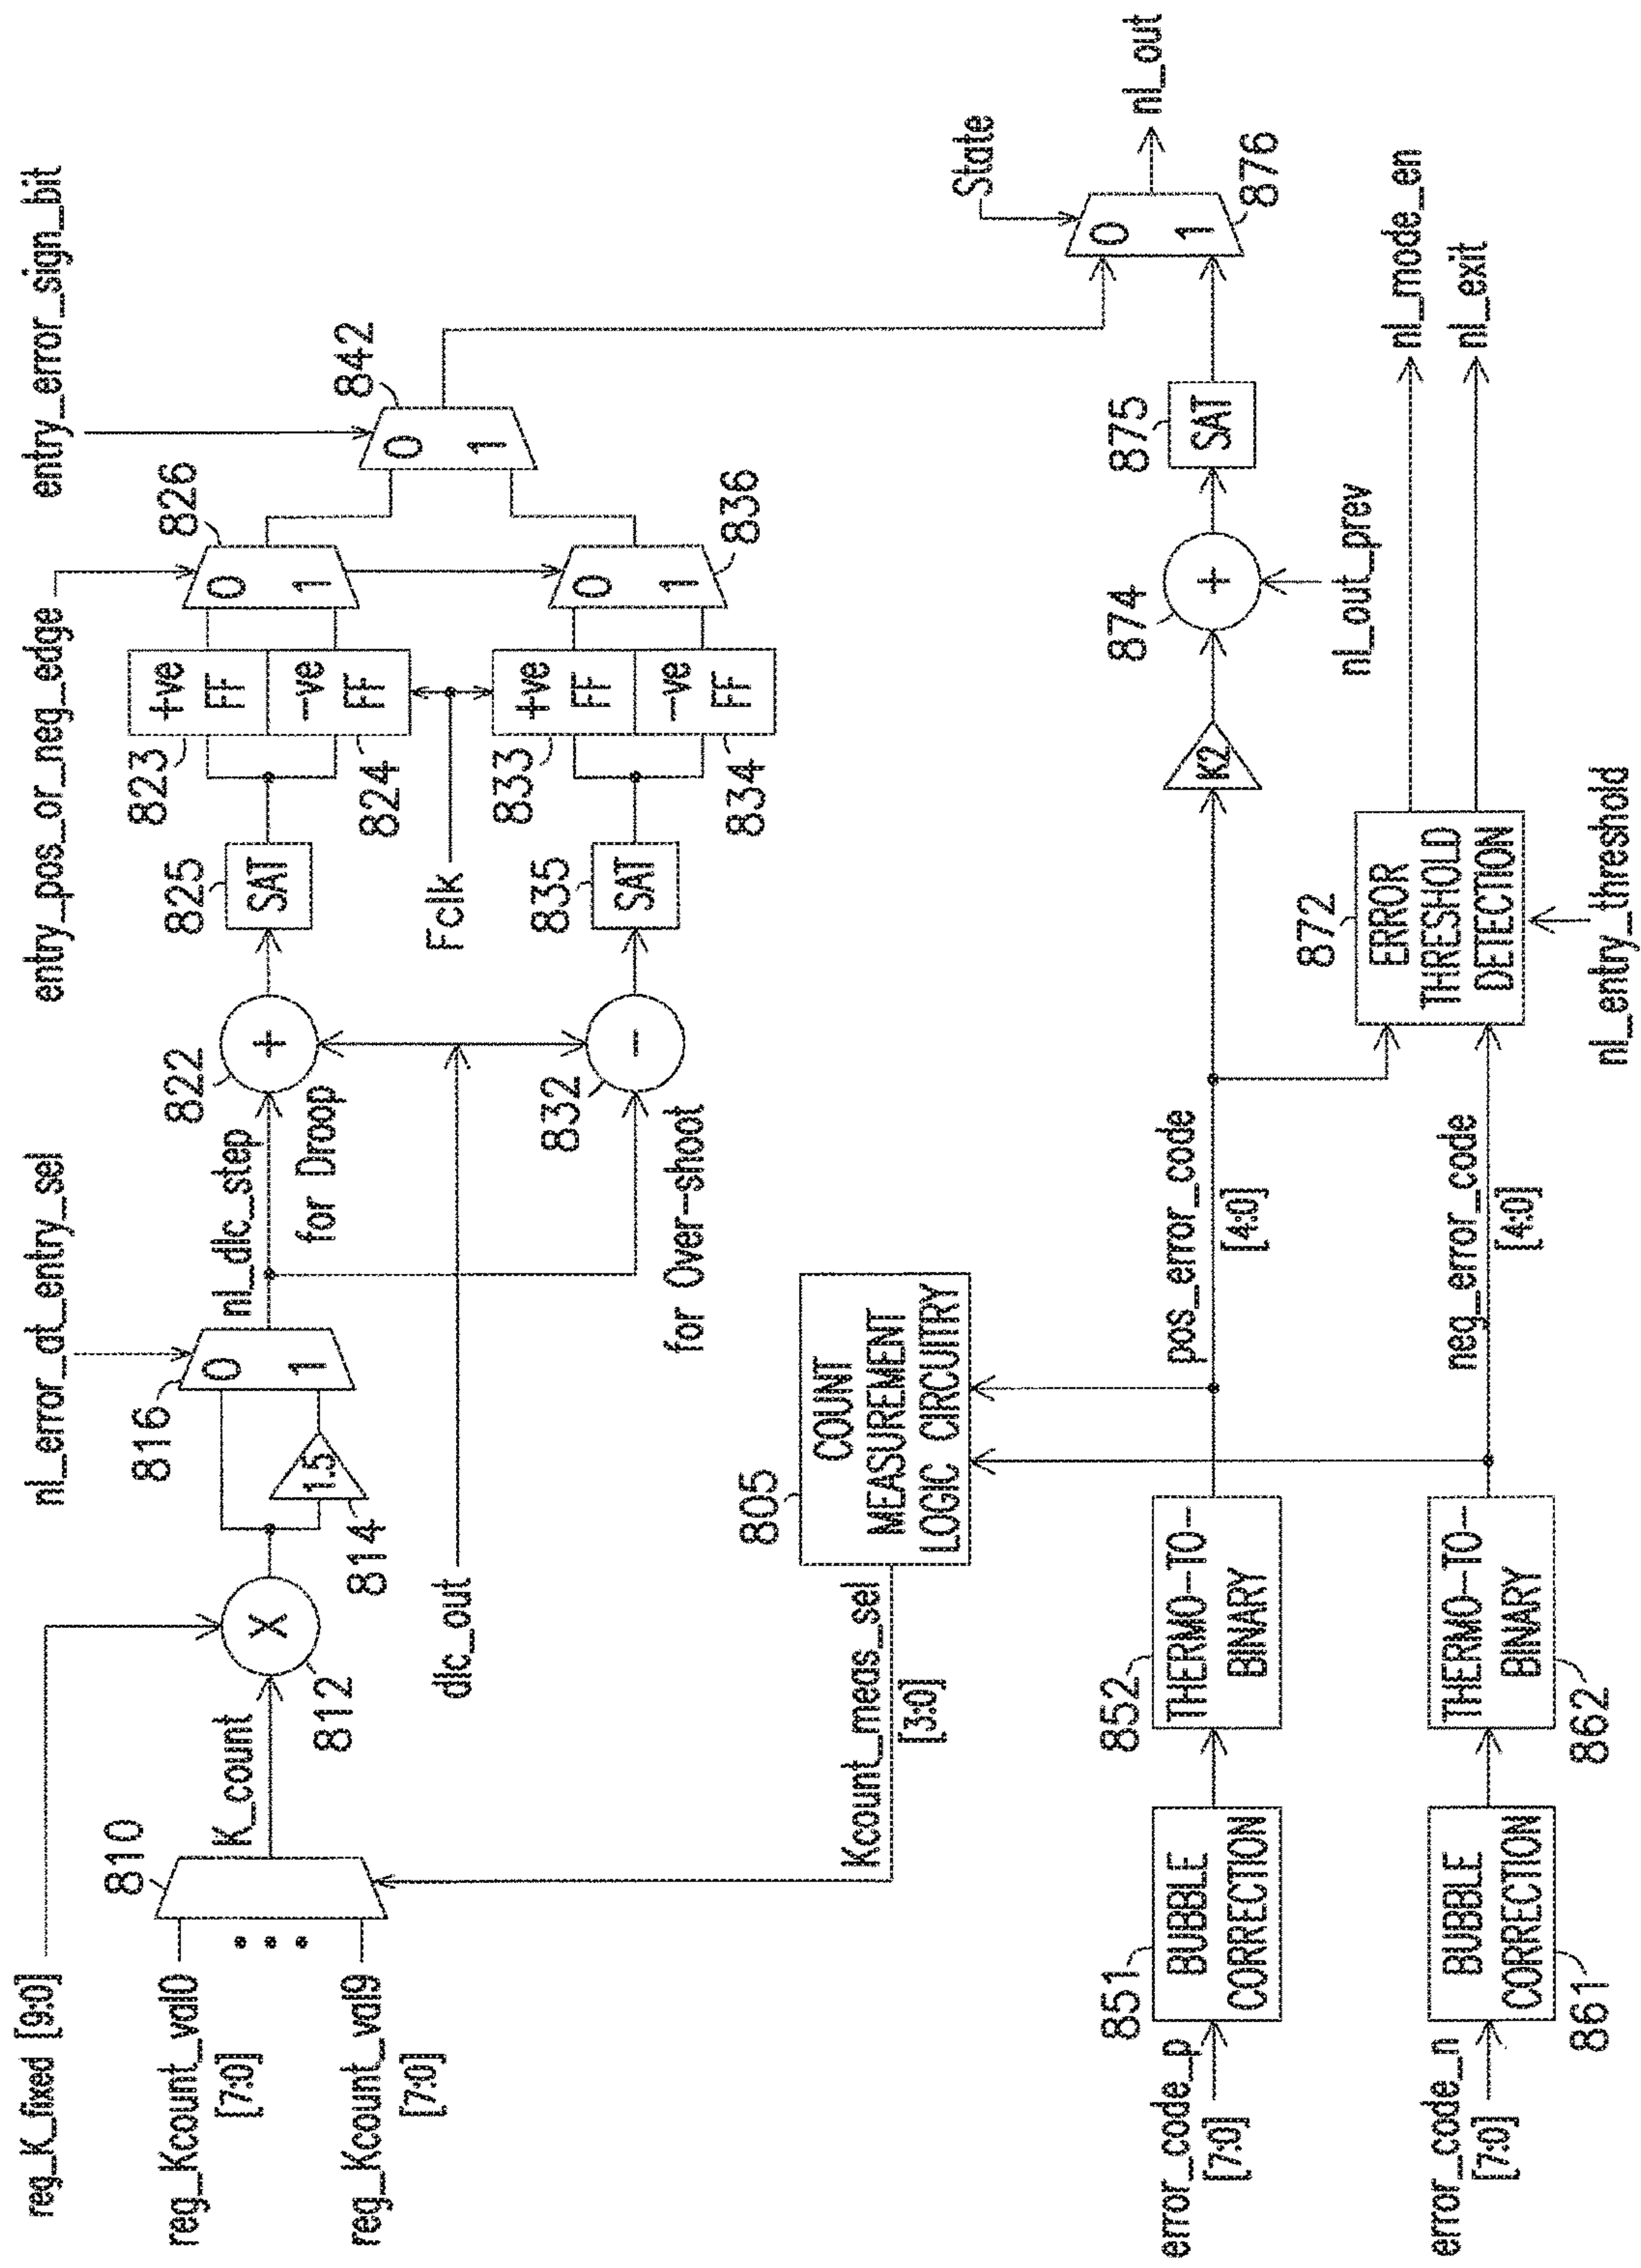 reg_K_fixed [9:0]
reg_Kcount_val0
[7:0]
reg_Kcount_val9
[7:0]
810
K_count
X
812
1.5
814
nl_error_at_entry_sel
816
0
1
nl_dlc_step
for Droop
for Over-shoot
dlc_out
822
+
832
-
825
SAT
835
SAT
Fclk
entry_pos_or_neg_edge
823
+ve
FF
-ve
FF
824
833
+ve
FF
-ve
FF
834
826
0
1
0
1
836
entry_error_sign_bit
842
0
1
Kcount_meas_sel
[3:0]
805
COUNT
MEASUREMENT
LOGIC CIRCUITRY
error_code_p
[7:0]
851
BUBBLE
CORRECTION
852
THERMO-TO-
BINARY
pos_error_code
[4:0]
K2
874
+
nl_out_prev
875
SAT
State
0
1
876
nl_out
error_code_n
[7:0]
BUBBLE
CORRECTION
861
THERMO-TO-
BINARY
862
neg_error_code
[4:0]
872
ERROR
THRESHOLD
DETECTION
nl_entry_threshold
nl_mode_en
nl_exit